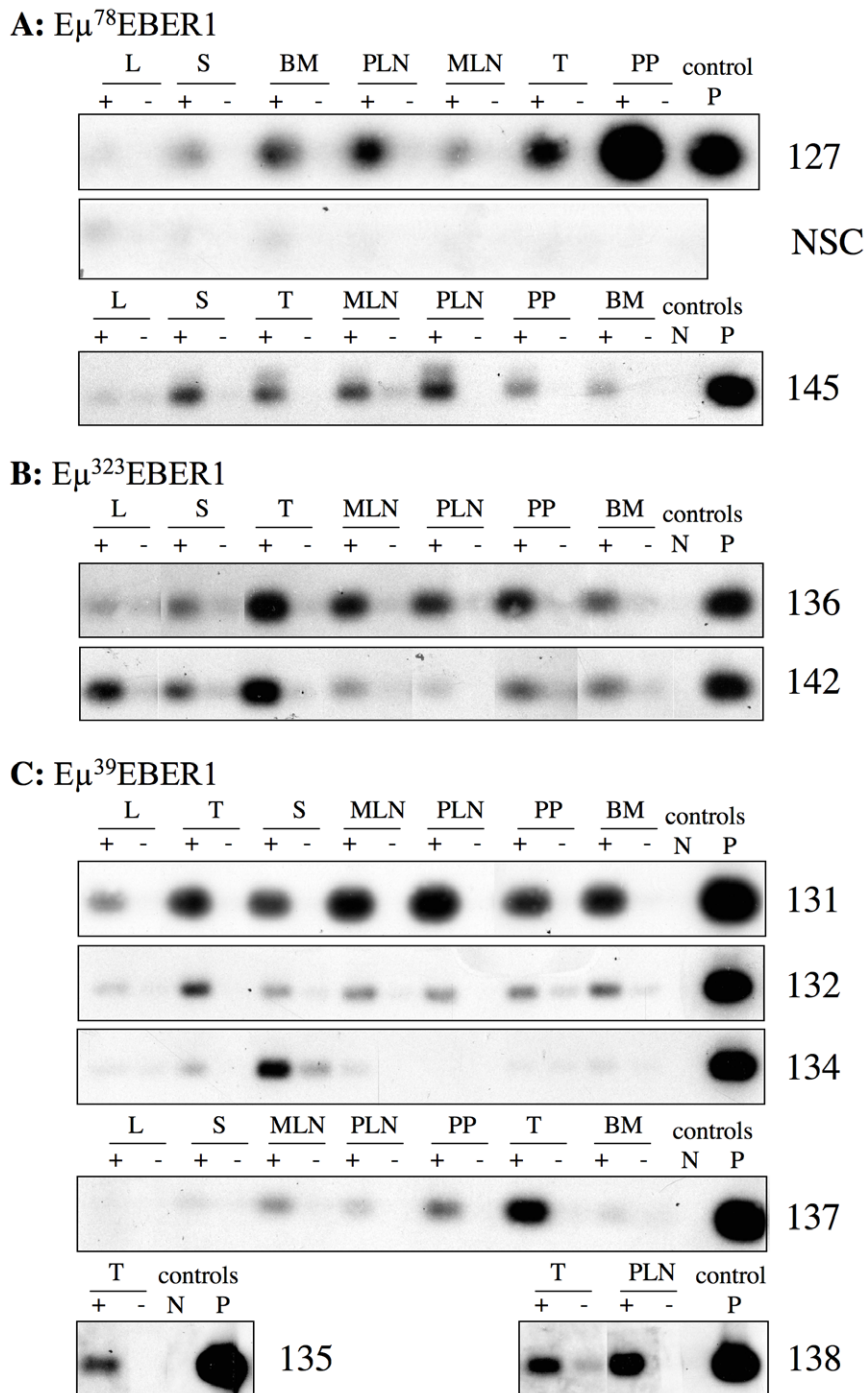 A: Eμ⁷⁸EBER1
L S BM PLN MLN T PP control
+ - + - + - + - + - + - + - P
127
NSC
L S T MLN PLN PP BM controls
+ - + - + - + - + - + - + - N P
145
B: Eμ³²³EBER1
L S T MLN PLN PP BM controls
+ - + - + - + - + - + - + - N P
136
142
C: Eμ³⁹EBER1
L T S MLN PLN PP BM controls
+ - + - + - + - + - + - + - N P
131
132
134
L S MLN PLN PP T BM controls
+ - + - + - + - + - + - + - N P
137
T controls
+ - N P
135
T PLN control
+ - + - P
138